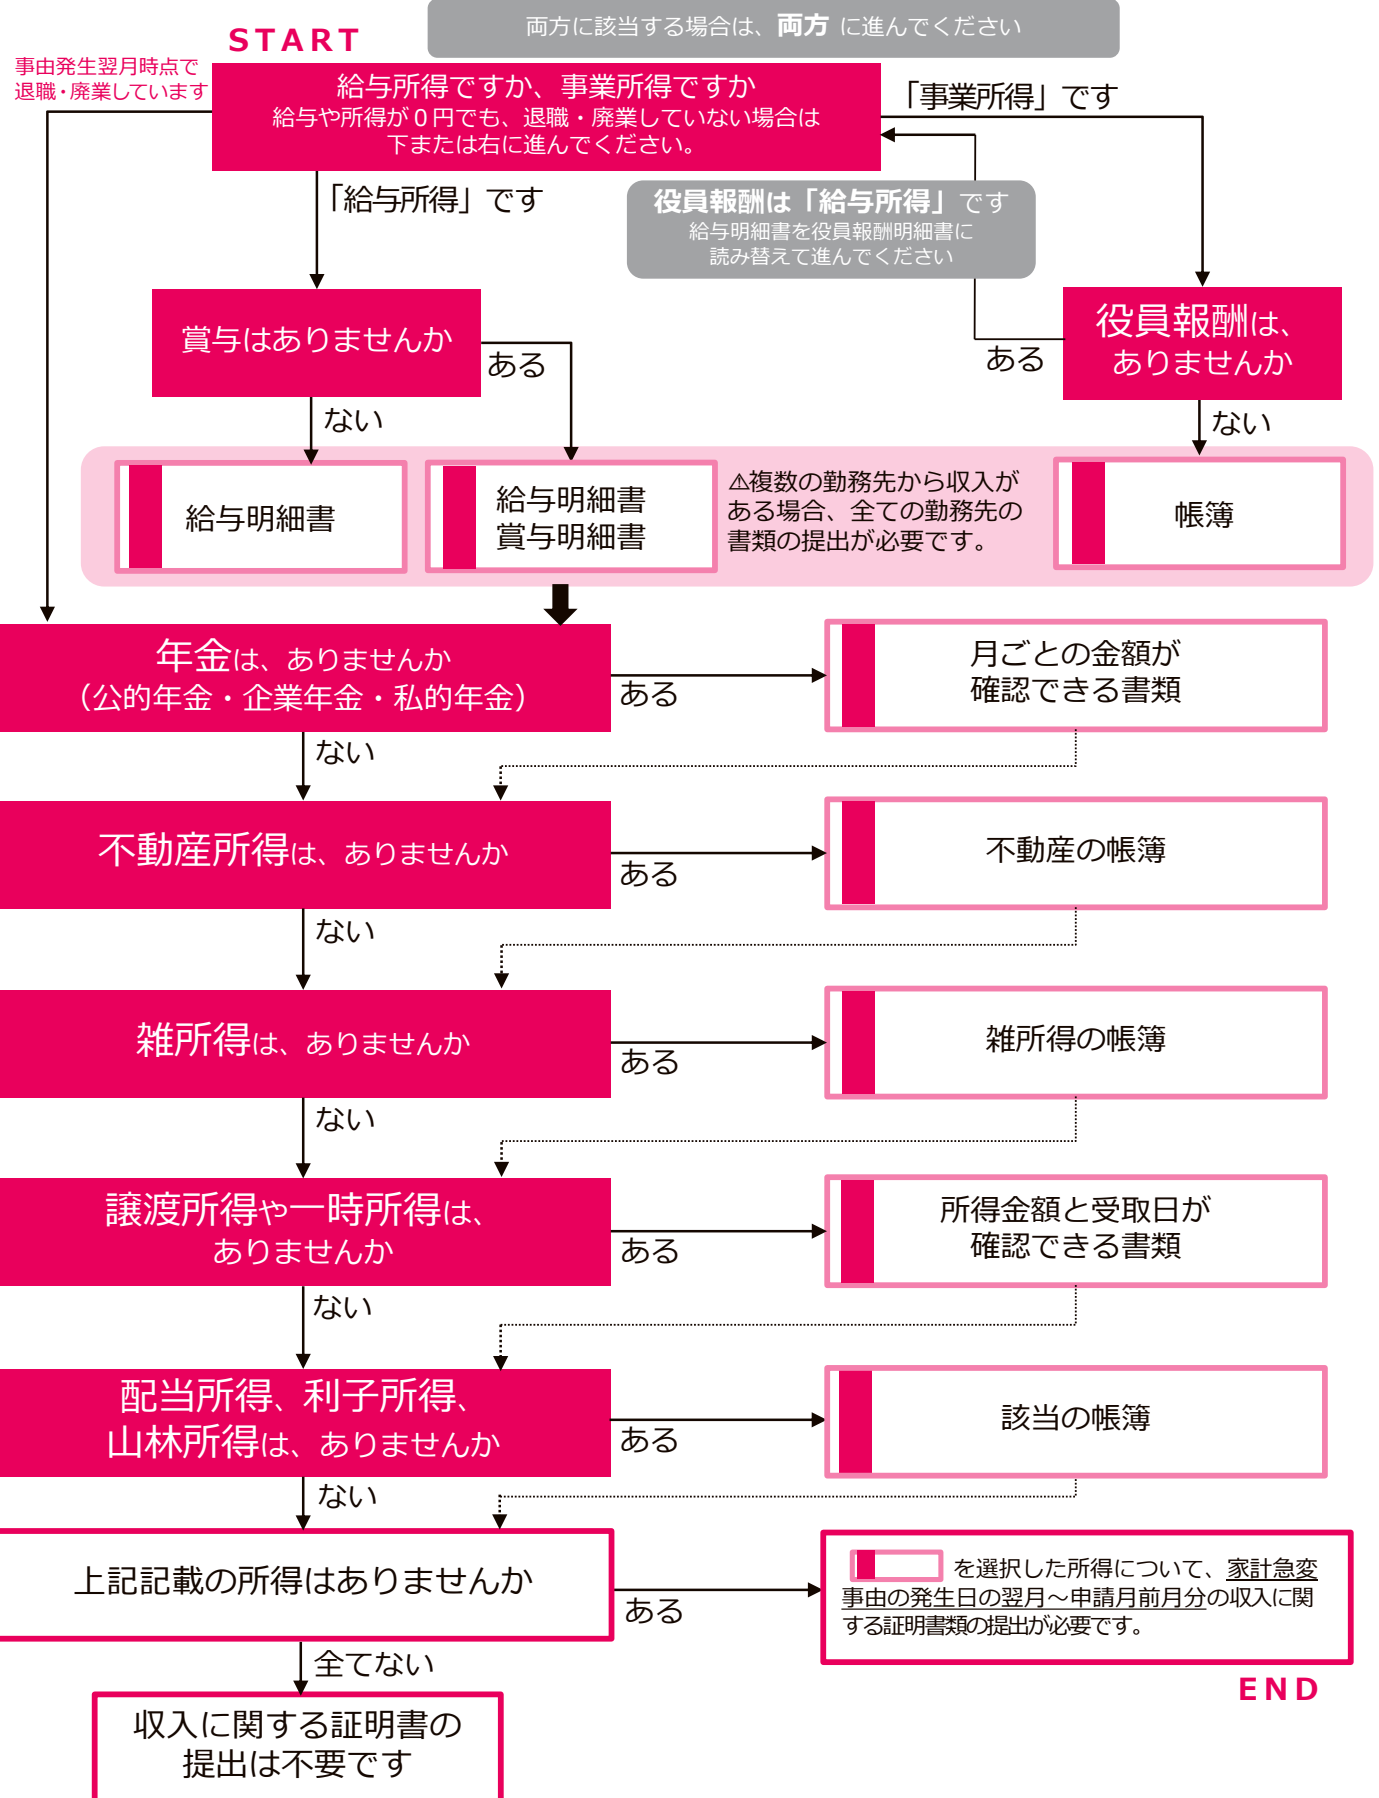 両方に該当する場合は、両方 に進んでください
START
事由発生翌月時点で
退職・廃業しています
給与所得ですか、事業所得ですか
給与や所得が０円でも、退職・廃業していない場合は
下または右に進んでください。
「事業所得」です
「給与所得」です
役員報酬は「給与所得」です
給与明細書を役員報酬明細書に
読み替えて進んでください
賞与はありませんか
ある
ない
役員報酬は、
ありませんか
ある
ない
給与明細書
給与明細書
賞与明細書
⚠複数の勤務先から収入が
ある場合、全ての勤務先の
書類の提出が必要です。
帳簿
年金は、ありませんか
（公的年金・企業年金・私的年金）
ある
月ごとの金額が
確認できる書類
ない
不動産所得は、ありませんか
ある
不動産の帳簿
ない
雑所得は、ありませんか
ある
雑所得の帳簿
ない
譲渡所得や一時所得は、
ありませんか
ある
所得金額と受取日が
確認できる書類
ない
配当所得、利子所得、
山林所得は、ありませんか
ある
該当の帳簿
ない
上記記載の所得はありませんか
ある
を選択した所得について、家計急変
事由の発生日の翌月～申請月前月分の収入に関
する証明書類の提出が必要です。
END
全てない
収入に関する証明書の
提出は不要です